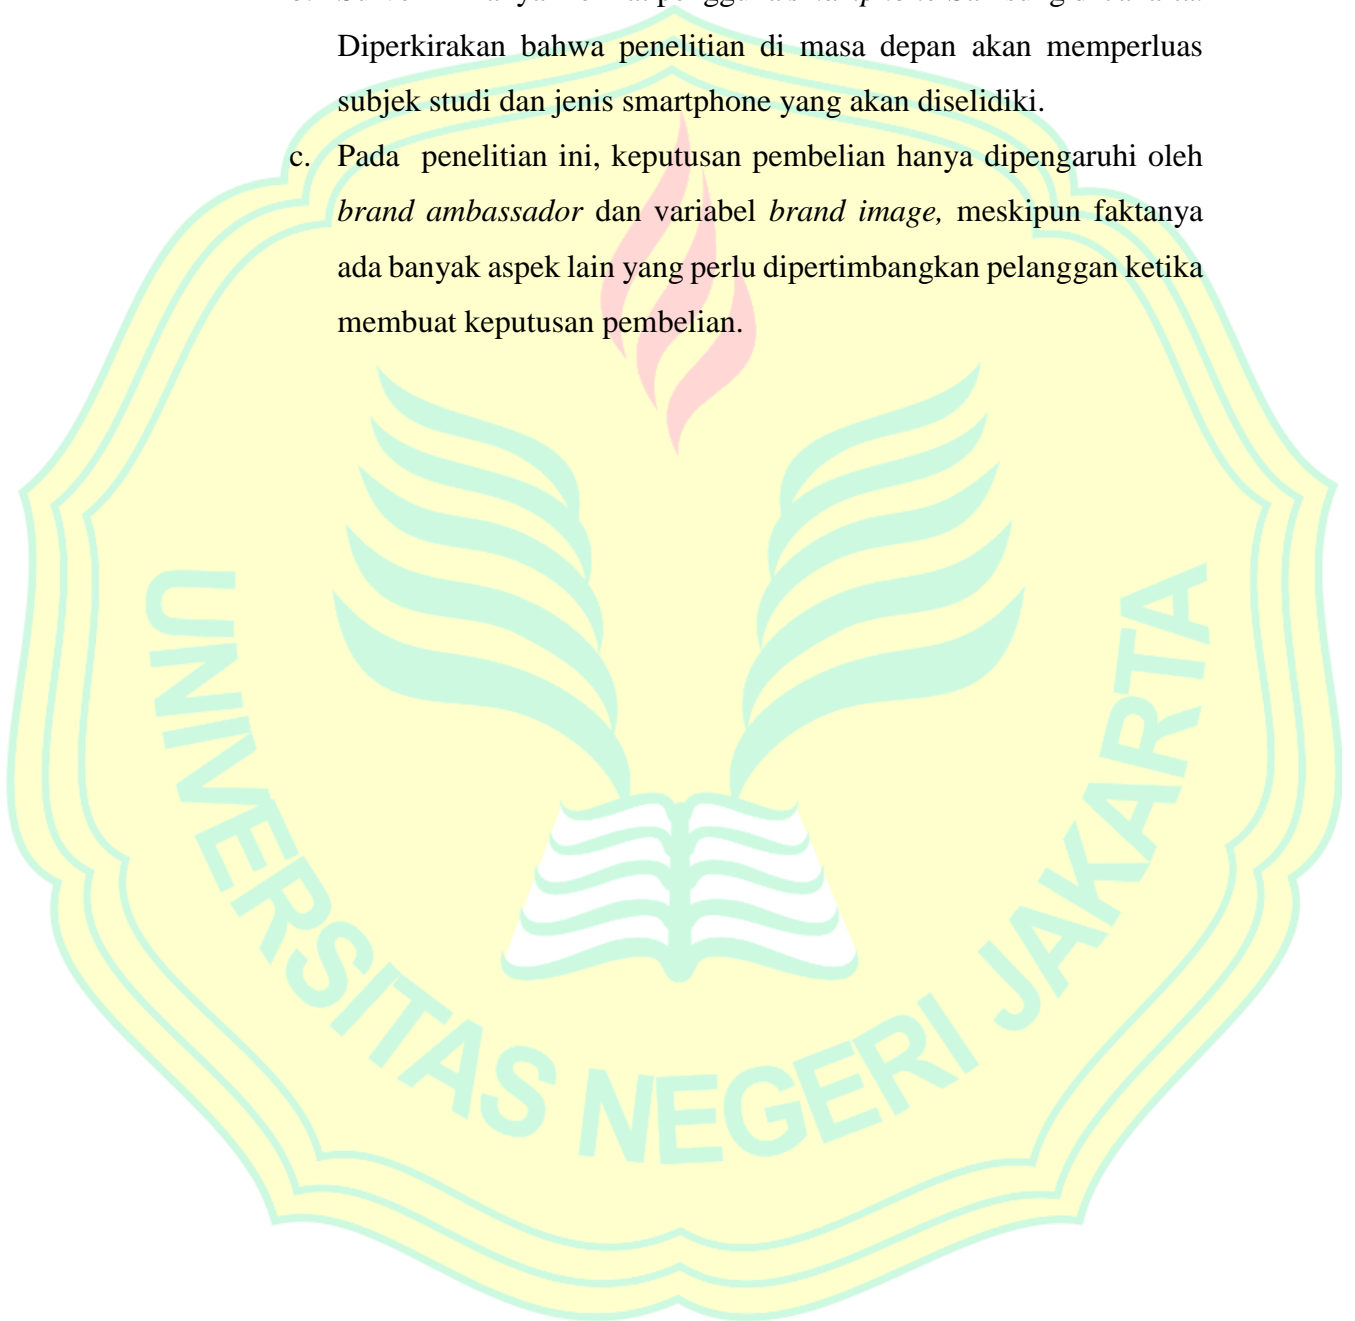 Diperkirakan bahwa penelitian di masa depan akan memperluas
subjek studi dan jenis smartphone yang akan diselidiki.
c. Pada penelitian ini, keputusan pembelian hanya dipengaruhi oleh
brand ambassador dan variabel brand image, meskipun faktanya
ada banyak aspek lain yang perlu dipertimbangkan pelanggan ketika
membuat keputusan pembelian.
UNIVERSITAS NEGERI JAKARTA